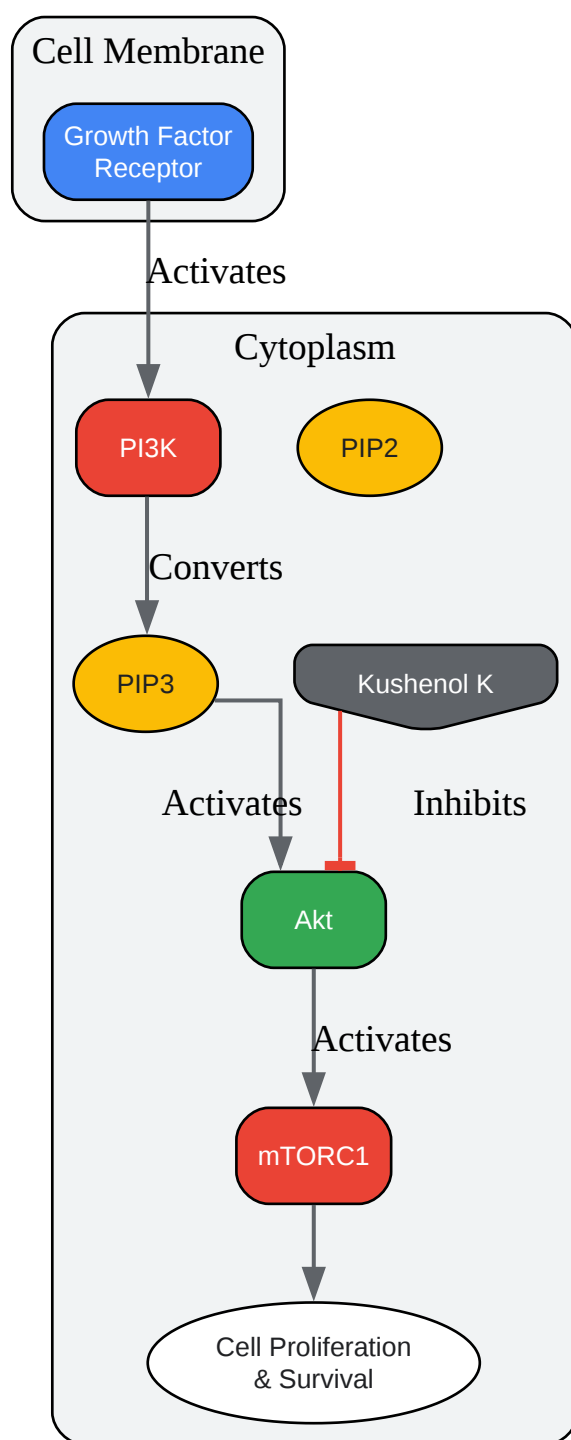 Cell Membrane
Growth Factor
Receptor
Activates
Cytoplasm
PI3K
PIP2
Converts
PIP3
Kushenol K
Activates
Inhibits
Akt
Activates
mTORC1
Cell Proliferation
& Survival